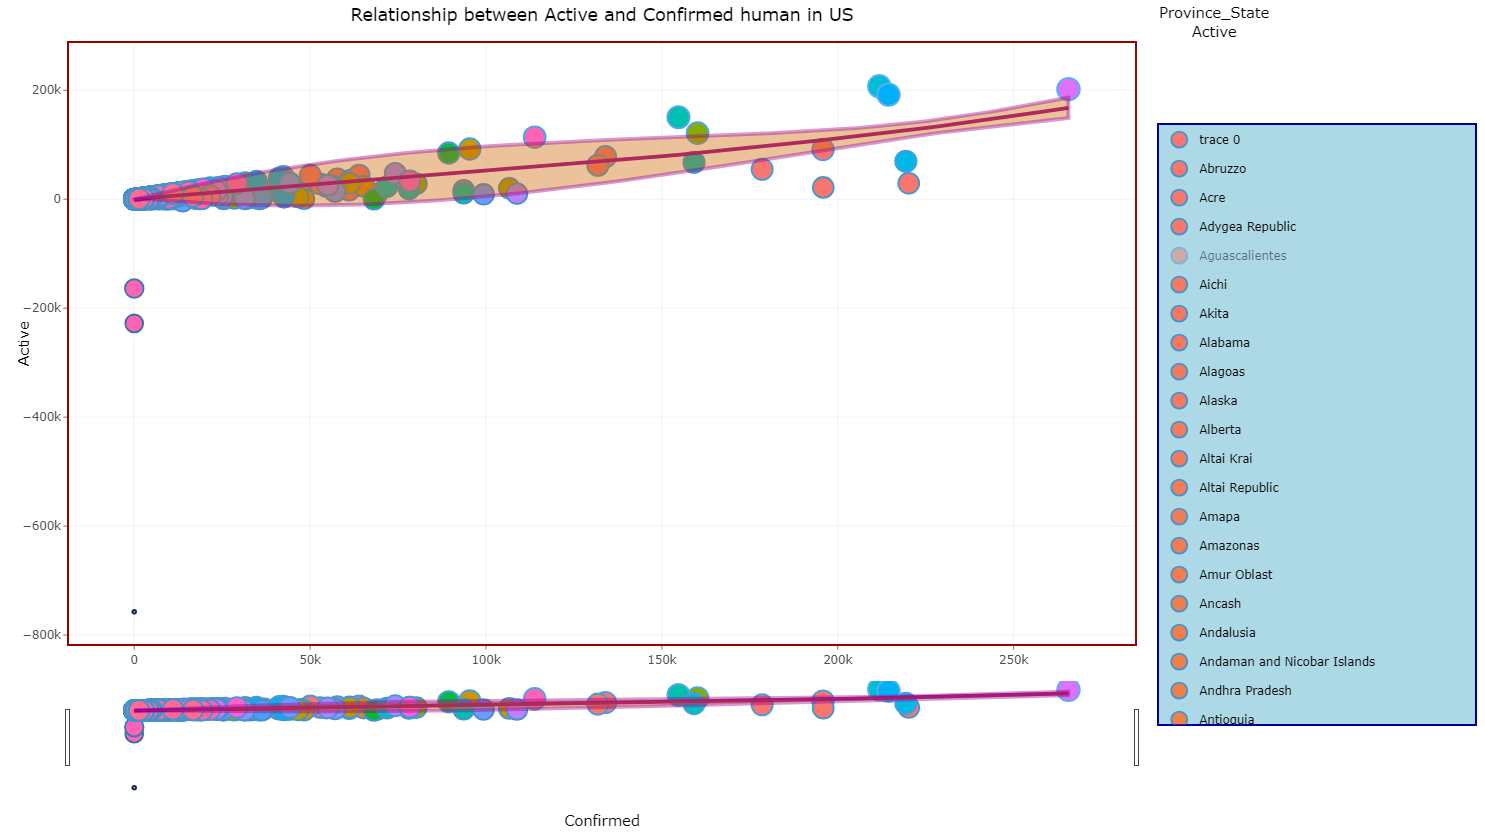 Relationship between Active and Confirmed human in US
Province_State
Active
200k
0
−200k
−400k
−600k
−800k
Active
0
50k
100k
150k
200k
250k
Confirmed
trace 0
Abruzzo
Acre
Adygea Republic
Aguascalientes
Aichi
Akita
Alabama
Alagoas
Alaska
Alberta
Altai Krai
Altai Republic
Amapa
Amazonas
Amur Oblast
Ancash
Andalusia
Andaman and Nicobar Islands
Andhra Pradesh
Antioquia